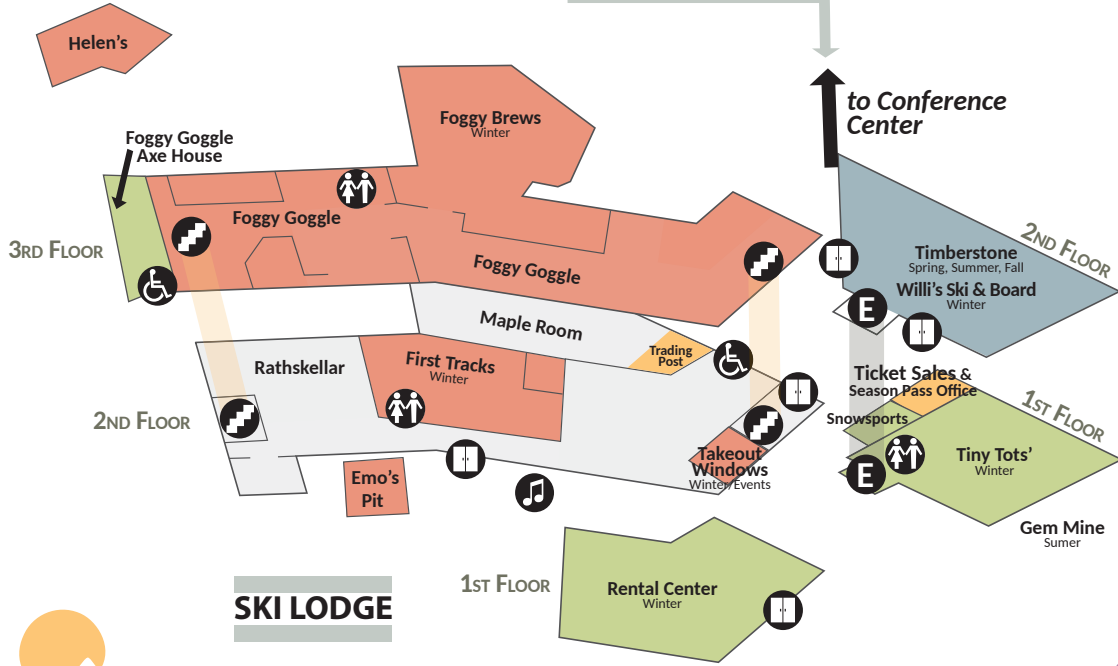 Helen's
to Conference
Center
Foggy Brews
Winter
Foggy Goggle
Axe House
Foggy Goggle
3RD FLOOR
2ND FLOOR
Timberstone
Spring, Summer, Fall
Foggy Goggle
Willi's Ski & Board
Winter
E
Maple Room
Trading
Post
First Tracks
Winter
Rathskellar
Ticket Sales &
Season Pass Office
1ST FLOOR
Snowsports
2ND FLOOR
Takeout
Windows
Winter/Events
Tiny Tots'
Winter
E
Emo's
Pit
Gem Mine
Sumer
1ST FLOOR
Rental Center
Winter
SKI LODGE